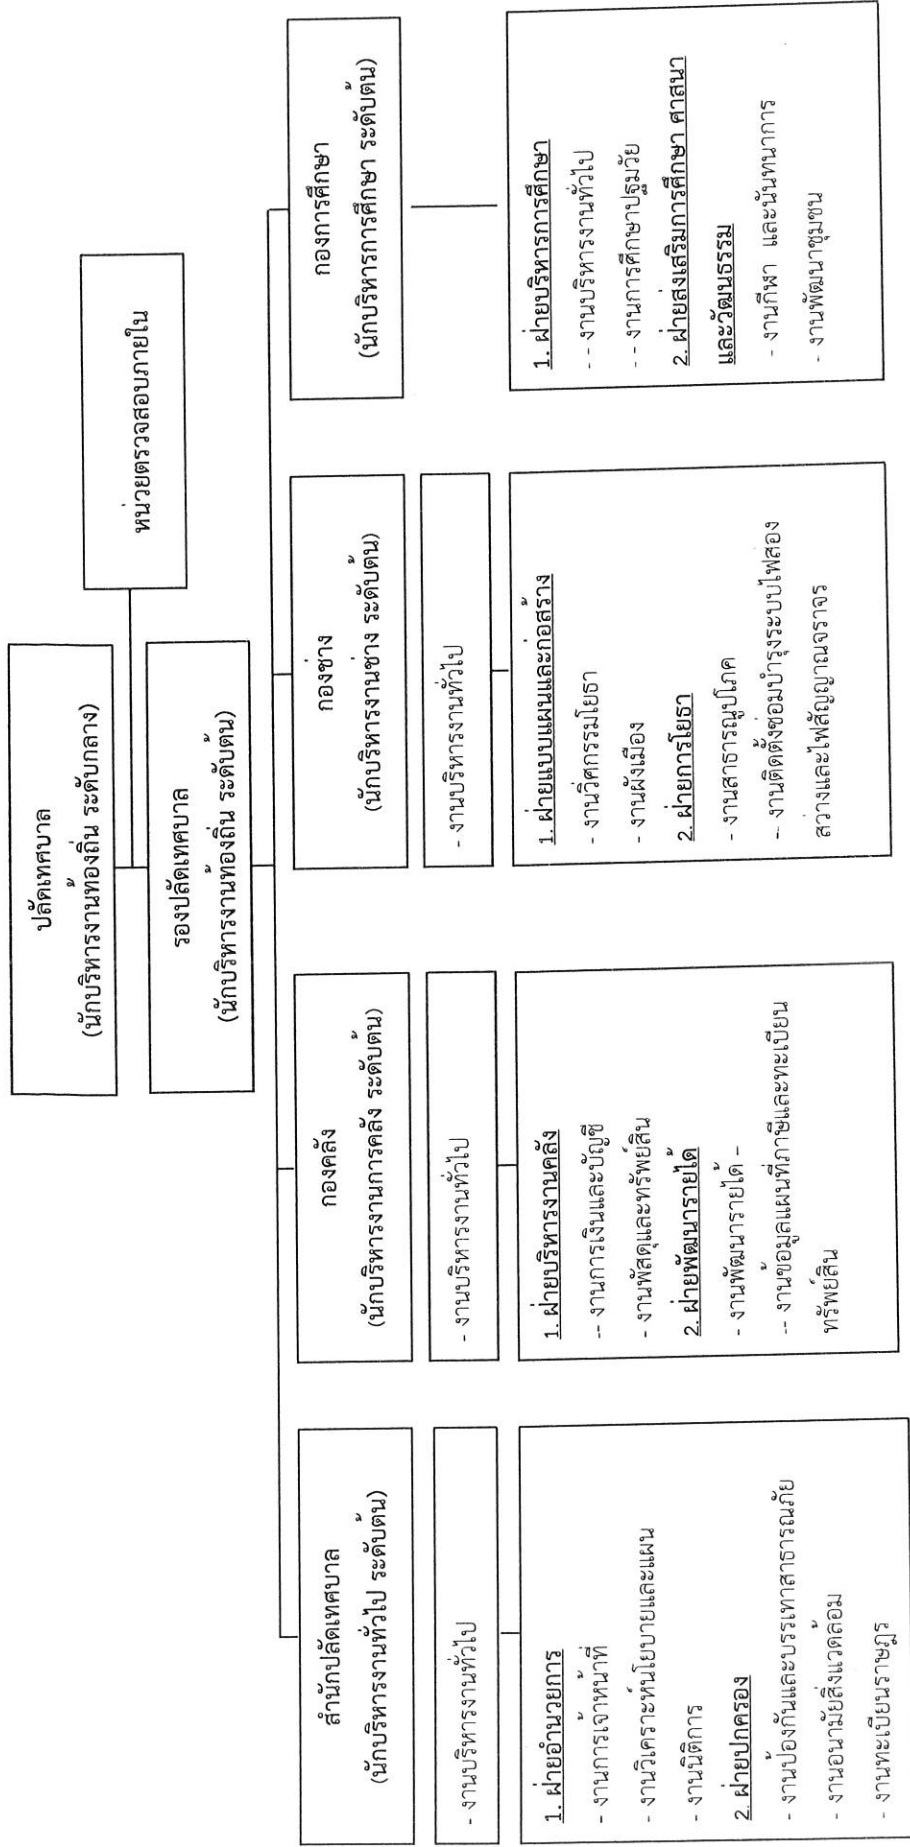 ปลัดเทศบาล
(นักบริหารงานท้องถิ่น ระดับกลาง)
หน่วยตรวจสอบภายใน
รองปลัดเทศบาล
(นักบริหารงานท้องถิ่น ระดับต้น)
สำนักปลัดเทศบาล
(นักบริหารงานทั่วไป ระดับต้น)
- งานบริหารงานทั่วไป
1. ฝ่ายอำนวยการ
- งานการเจ้าหน้าที่
- งานวิเคราะห์นโยบายและแผน
- งานนิติการ
2. ฝ่ายปกครอง
- งานป้องกันและบรรเทาสาธารณภัย
- งานอนามัยสิ่งแวดล้อม
- งานทะเบียนราษฎร
กองคลัง
(นักบริหารงานการคลัง ระดับต้น)
- งานบริหารงานทั่วไป
1. ฝ่ายบริหารงานคลัง
-- งานการเงินและบัญชี
- งานพัสดุและทรัพย์สิน
2. ฝ่ายพัฒนารายได้
- งานพัฒนารายได้ -
-- งานข้อมูลแผนที่ภาษีและทะเบียน
ทรัพย์สิน
กองช่าง
(นักบริหารงานช่าง ระดับต้น)
- งานบริหารงานทั่วไป
1. ฝ่ายแบบแผนและก่อสร้าง
- งานวิศกรรมโยธา
- งานผังเมือง
2. ฝ่ายการโยธา
- งานสาธารณูปโภค
-- งานติดตั้งซ่อมบำรุงระบบไฟสอง
สว่างและไฟสัญญาณจราจร
กองการศึกษา
(นักบริหารการศึกษา ระดับต้น)
1. ฝ่ายบริหารการศึกษา
- - งานบริหารงานทั่วไป
- - งานการศึกษาปฐมวัย
2. ฝ่ายส่งเสริมการศึกษา ศาสนา
และวัฒนธรรม
- งานกีฬา และนันทนาการ
- งานพัฒนาชุมชน